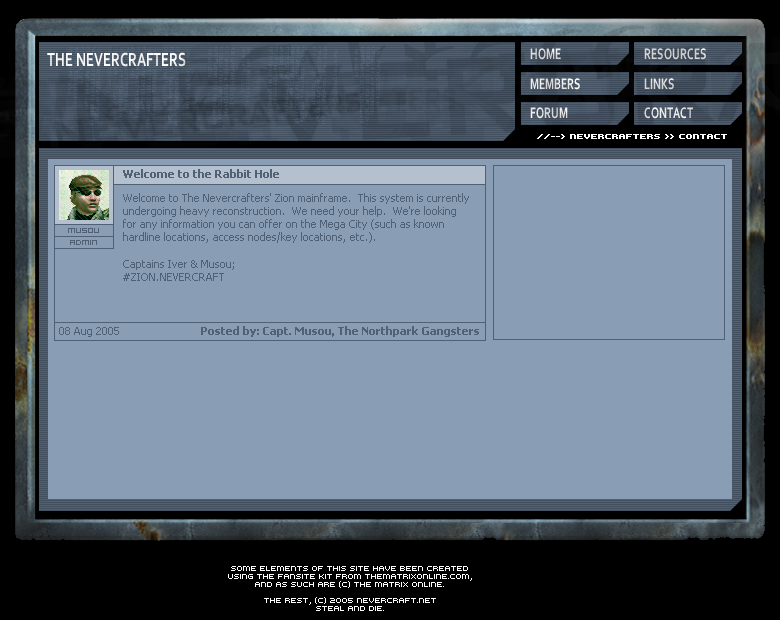 THE NEVERCRAFTERS
HOME
RESOURCES
MEMBERS
LINKS
FORUM
CONTACT
//--> NEVERCRAFTERS >> CONTACT
Welcome to the Rabbit Hole
MUSOU
ADMIN
Welcome to The Nevercrafters' Zion mainframe. This system is currently
undergoing heavy reconstruction. We need your help. We're looking
for any information you can offer on the Mega City (such as known
hardline locations, access nodes/key locations, etc.).
Captains Iver & Musou;
#ZION.NEVERCRAFT
08 Aug 2005
Posted by: Capt. Musou, The Northpark Gangsters
SOME ELEMENTS OF THIS SITE HAVE BEEN CREATED
USING THE FANSITE KIT FROM THEMATRIXONLINE.COM,
AND AS SUCH ARE (C) THE MATRIX ONLINE.
THE REST, (C) 2005 NEVERCRAFT.NET
STEAL AND DIE.